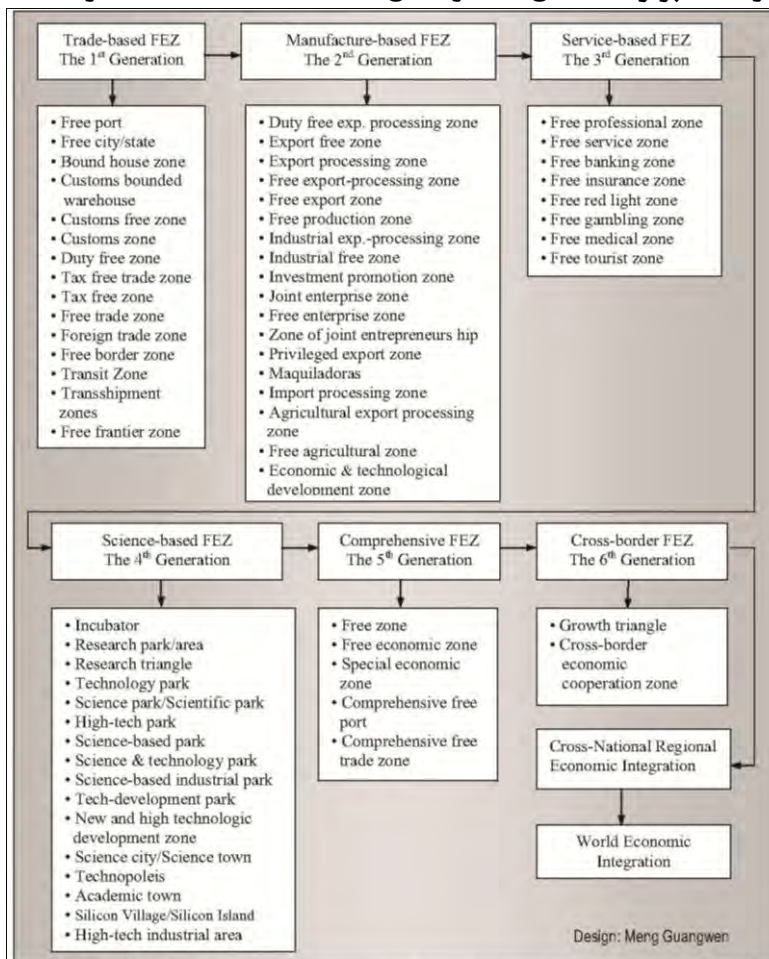 Trade-based FEZ
The 1st Generation
Manufacture-based FEZ
The 2nd Generation
Service-based FEZ
The 3rd Generation
• Free port
• Free city/state
• Bound house zone
• Customs bounded
warehouse
• Customs free zone
• Customs zone
• Duty free zone
• Tax free trade zone
• Tax free zone
• Free trade zone
• Foreign trade zone
• Free border zone
• Transit Zone
• Transshipment
zones
• Free frantier zone
• Duty free exp. processing zone
• Export free zone
• Export processing zone
• Free export-processing zone
• Free export zone
• Free production zone
• Industrial exp.-processing zone
• Industrial free zone
• Investment promotion zone
• Joint enterprise zone
• Free enterprise zone
• Zone of joint entrepreneurs hip
• Privileged export zone
• Maquiladoras
• Import processing zone
• Agricultural export processing
zone
• Free agricultural zone
• Economic & technological
development zone
• Free professional zone
• Free service zone
• Free banking zone
• Free insurance zone
• Free red light zone
• Free gambling zone
• Free medical zone
• Free tourist zone
Science-based FEZ
The 4th Generation
Comprehensive FEZ
The 5th Generation
Cross-border FEZ
The 6th Generation
• Incubator
• Research park/area
• Research triangle
• Technology park
• Science park/Scientific park
• High-tech park
• Science-based park
• Science & technology park
• Science-based industrial park
• Tech-development park
• New and high technologic
development zone
• Science city/Science town
• Technopoleis
• Academic town
• Silicon Village/Silicon Island
• High-tech industrial area
• Free zone
• Free economic zone
• Special economic
zone
• Comprehensive free
port
• Comprehensive free
trade zone
• Growth triangle
• Cross-border
economic
cooperation zone
Cross-National Regional
Economic Integration
World Economic
Integration
Design: Meng Guangwen